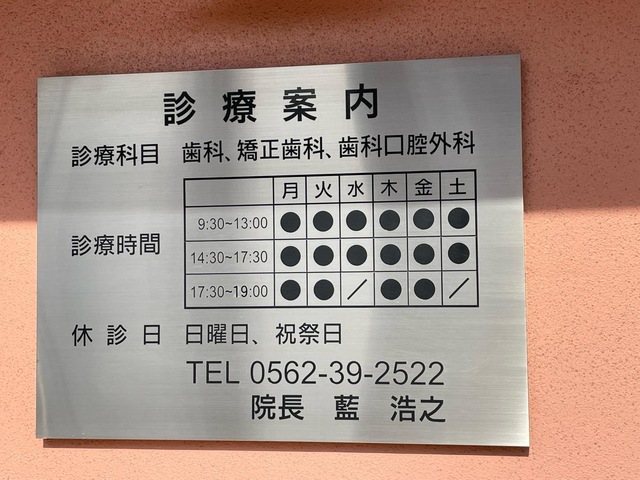 診療案内
診療科目 歯科、矯正歯科、歯科口腔外科
診療時間
月 火 水 木 金 土
9:30~13:00 ● ● ● ● ● ●
14:30~17:30 ● ● ● ● ● ●
17:30~19:00 ● ● ／ ● ● ／
休診日 日曜日、祝祭日
TEL 0562-39-2522
院長 藍 浩之